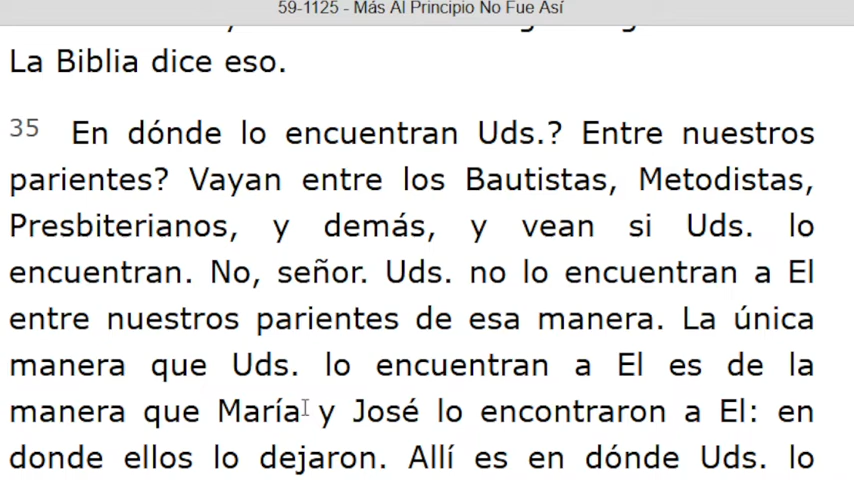 59-1125 - Más Al Principio No Fue Así
La Biblia dice eso.
35 En dónde lo encuentran Uds.? Entre nuestros
parientes? Vayan entre los Bautistas, Metodistas,
Presbiterianos, y demás, y vean si Uds. lo
encuentran. No, señor. Uds. no lo encuentran a El
entre nuestros parientes de esa manera. La única
manera que Uds. lo encuentran a El es de la
manera que María y José lo encontraron a El: en
donde ellos lo dejaron. Allí es en dónde Uds. lo